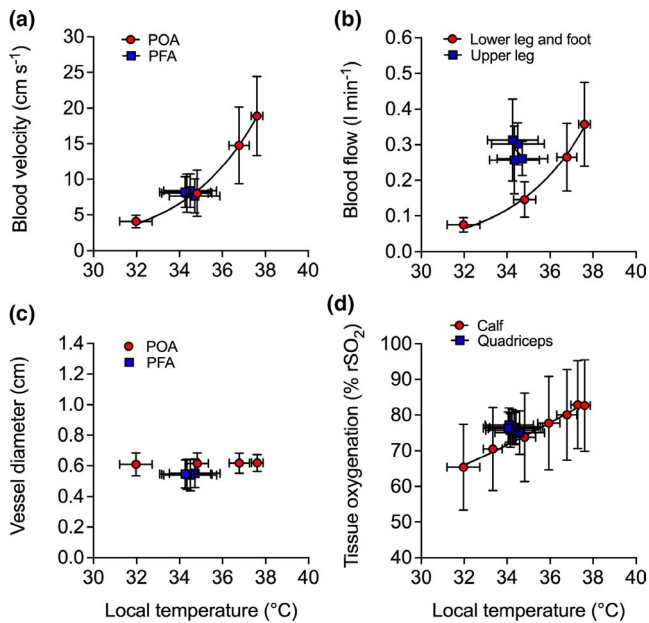 (a)
POA
PFA
Blood velocity (cm s⁻¹)
30
25
20
15
10
5
0
30 32 34 36 38 40
(b)
Lower leg and foot
Upper leg
Blood flow (l min⁻¹)
0.6
0.5
0.4
0.3
0.2
0.1
0.0
30 32 34 36 38 40
(c)
POA
PFA
Vessel diameter (cm)
1.4
1.2
1.0
0.8
0.6
0.4
0.2
0.0
30 32 34 36 38 40
Local temperature (°C)
(d)
Calf
Quadriceps
Tissue oxygenation (% rSO₂)
100
90
80
70
60
50
40
30 32 34 36 38 40
Local temperature (°C)